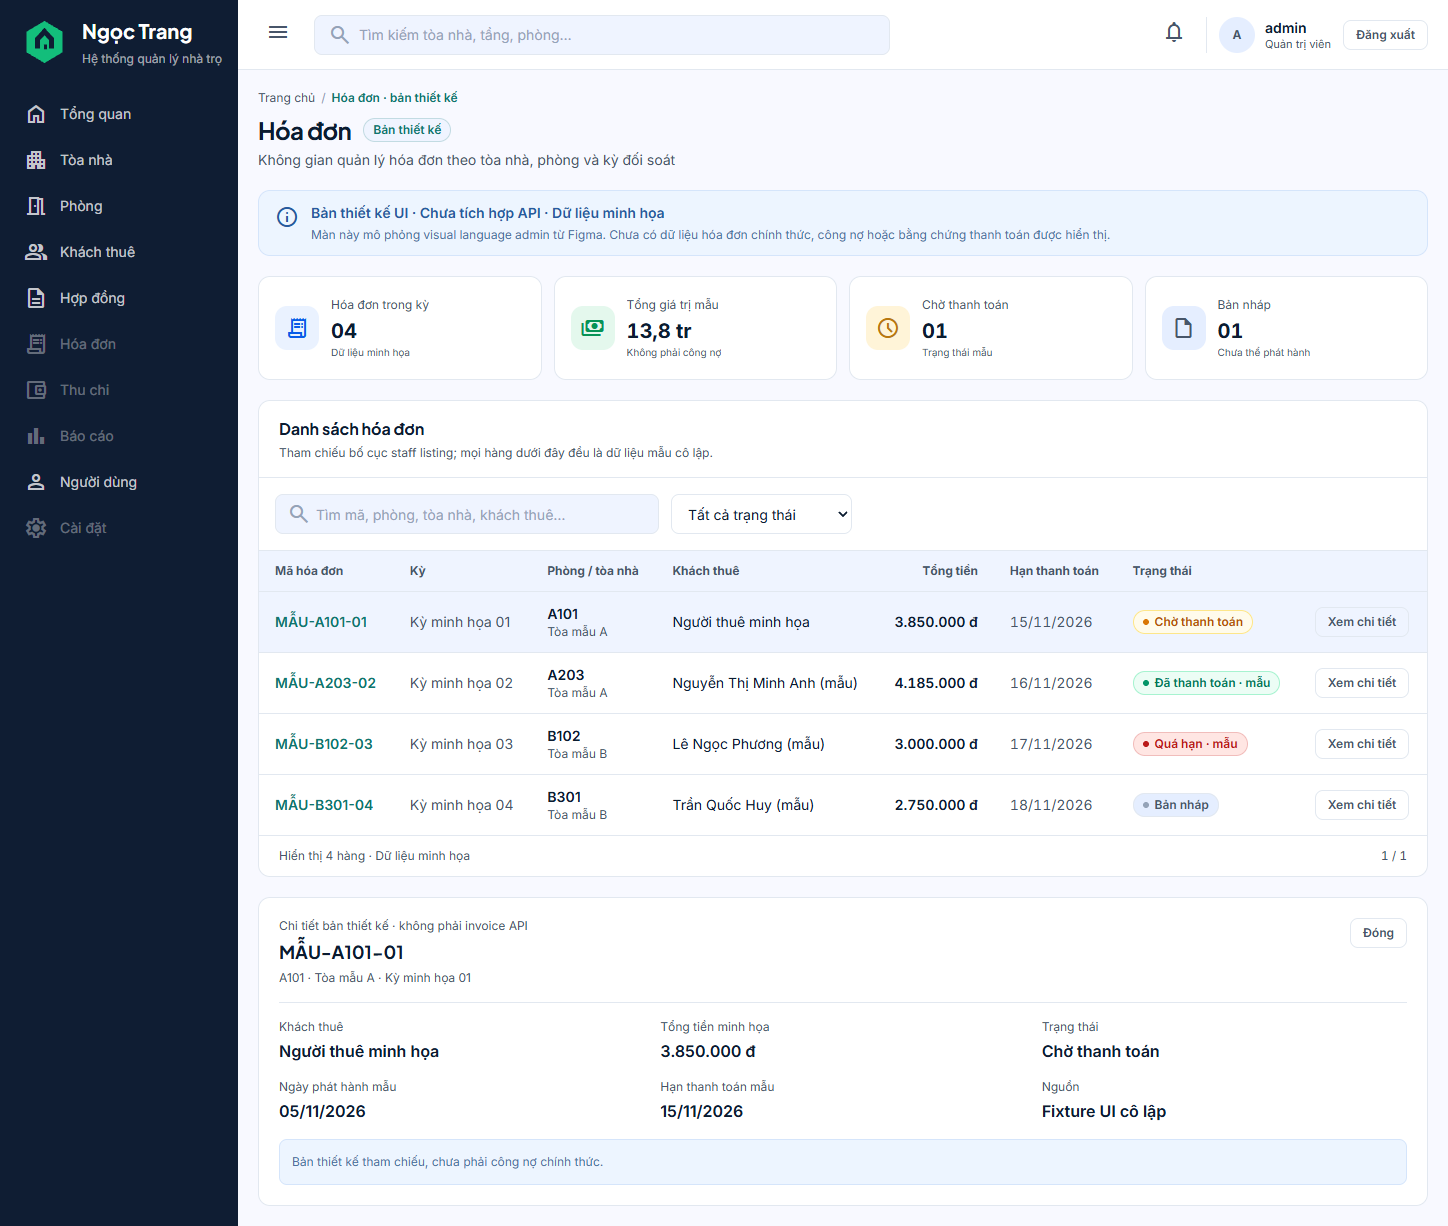 Ngọc Trang
Hệ thống quản lý nhà trọ
Tổng quan
Tòa nhà
Phòng
Khách thuê
Hợp đồng
Hóa đơn
Thu chi
Báo cáo
Người dùng
Cài đặt
Tìm kiếm tòa nhà, tầng, phòng...
A
admin
Quản trị viên
Đăng xuất
Trang chủ / Hóa đơn · bản thiết kế
Hóa đơn Bản thiết kế
Không gian quản lý hóa đơn theo tòa nhà, phòng và kỳ đối soát
Bản thiết kế UI · Chưa tích hợp API · Dữ liệu minh họa
Màn này mô phỏng visual language admin từ Figma. Chưa có dữ liệu hóa đơn chính thức, công nợ hoặc bằng chứng thanh toán được hiển thị.
Hóa đơn trong kỳ
04
Dữ liệu minh họa
Tổng giá trị mẫu
13,8 tr
Không phải công nợ
Chờ thanh toán
01
Trạng thái mẫu
Bản nháp
01
Chưa thể phát hành
Danh sách hóa đơn
Tham chiếu bố cục staff listing; mọi hàng dưới đây đều là dữ liệu mẫu cô lập.
Tìm mã, phòng, tòa nhà, khách thuê... Tất cả trạng thái
Mã hóa đơn Kỳ Phòng / tòa nhà Khách thuê Tổng tiền Hạn thanh toán Trạng thái
MẪU-A101-01 Kỳ minh họa 01 A101 Người thuê minh họa 3.850.000 đ 15/11/2026 Chờ thanh toán Xem chi tiết
Tòa mẫu A
MẪU-A203-02 Kỳ minh họa 02 A203 Nguyễn Thị Minh Anh (mẫu) 4.185.000 đ 16/11/2026 Đã thanh toán · mẫu Xem chi tiết
Tòa mẫu A
MẪU-B102-03 Kỳ minh họa 03 B102 Lê Ngọc Phương (mẫu) 3.000.000 đ 17/11/2026 Quá hạn · mẫu Xem chi tiết
Tòa mẫu B
MẪU-B301-04 Kỳ minh họa 04 B301 Trần Quốc Huy (mẫu) 2.750.000 đ 18/11/2026 Bản nháp Xem chi tiết
Tòa mẫu B
Hiển thị 4 hàng · Dữ liệu minh họa 1 / 1
Chi tiết bản thiết kế · không phải invoice API
Đóng
MẪU-A101-01
A101 · Tòa mẫu A · Kỳ minh họa 01
Khách thuê Tổng tiền minh họa Trạng thái
Người thuê minh họa 3.850.000 đ Chờ thanh toán
Ngày phát hành mẫu Hạn thanh toán mẫu Nguồn
05/11/2026 15/11/2026 Fixture UI cô lập
Bản thiết kế tham chiếu, chưa phải công nợ chính thức.